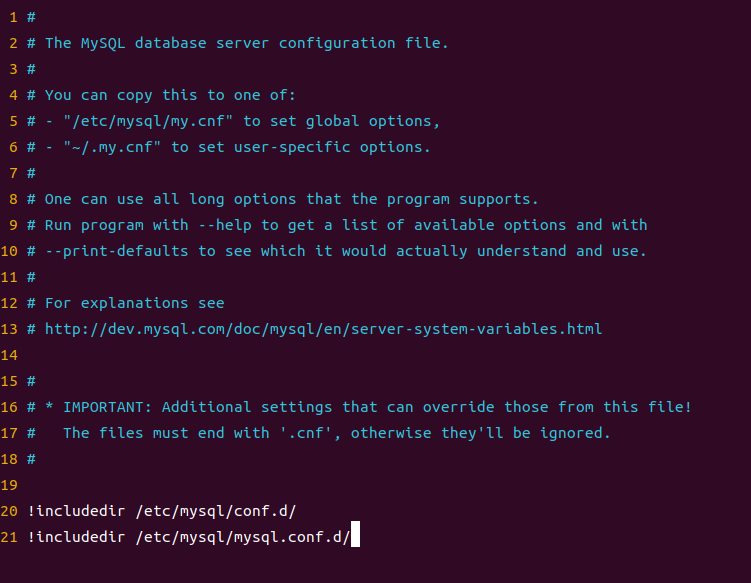 1 #
2 # The MySQL database server configuration file.
3 #
4 # You can copy this to one of:
5 # - "/etc/mysql/my.cnf" to set global options,
6 # - "~/.my.cnf" to set user-specific options.
7 #
8 # One can use all long options that the program supports.
9 # Run program with --help to get a list of available options and with
10 # --print-defaults to see which it would actually understand and use.
11 #
12 # For explanations see
13 # http://dev.mysql.com/doc/mysql/en/server-system-variables.html
14
15 #
16 # * IMPORTANT: Additional settings that can override those from this file!
17 #   The files must end with '.cnf', otherwise they'll be ignored.
18 #
19
20 !includedir /etc/mysql/conf.d/
21 !includedir /etc/mysql/mysql.conf.d/